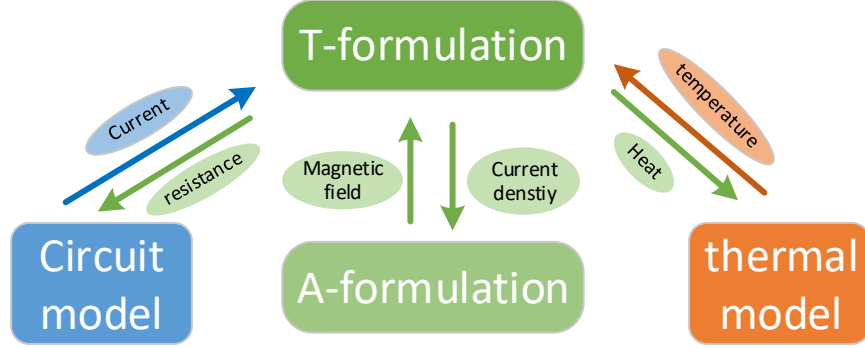 T-formulation
Current
resistance
Magnetic
field
Current
denstiy
temperature
Heat
Circuit
model
A-formulation
thermal
model